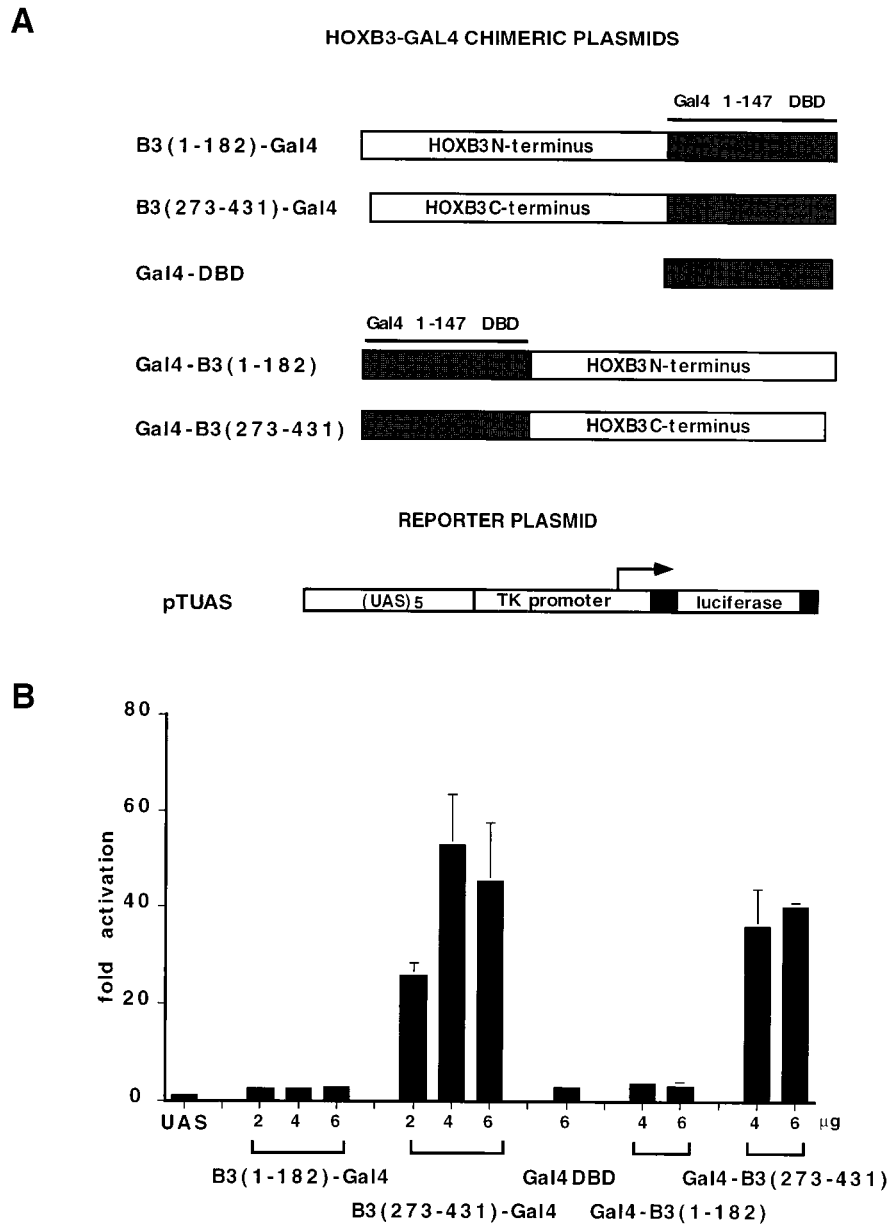 A
HOXB3-GAL4 CHIMERIC PLASMIDS
Gal4 1-147 DBD
B3(1-182)-Gal4
HOXB3N-terminus
B3(273-431)-Gal4
HOXB3C-terminus
Gal4-DBD
Gal4 1-147 DBD
Gal4-B3(1-182)
HOXB3N-terminus
Gal4-B3(273-431)
HOXB3C-terminus
REPORTER PLASMID
pTUAS
(UAS)5
TK promoter
luciferase
B
fold activation
80
60
40
20
0
UAS 2 4 6 2 4 6 6 4 6 4 6 µg
B3(1-182)-Gal4 Gal4DBD Gal4-B3(273-431)
B3(273-431)-Gal4 Gal4-B3(1-182)